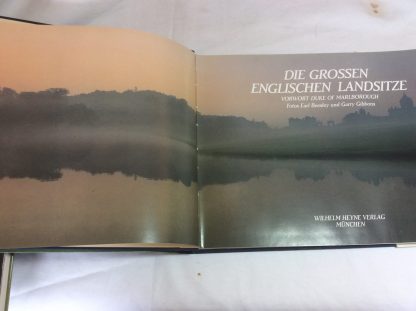 DIE GROSSEN
ENGLISCHEN LANDSITZE
VORWORT DUKE OF MARLBOROUGH
Fotos Earl Beesley und Garry Gibbons
WILHELM HEYNE VERLAG
MÜNCHEN